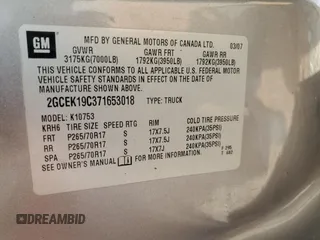 GM
MFD BY GENERAL MOTORS OF CANADA LTD.
03/07
GVWR GAWR FRT GAWR RR
3175KG(7000LB) 1792KG(3950LB) 1792KG(3950LB)
THIS VEHICLE CONFORMS TO ALL APPLICABLE U.S. FEDERAL MOTOR
VEHICLE SAFETY STANDARDS IN EFFECT ON THE DATE OF
MANUFACTURE SHOWN ABOVE.
2GCEK19C371653018 TYPE: TRUCK
MODEL: K10753
KRH6 TIRE SIZE SPEED RTG RIM COLD TIRE PRESSURE
FRT P265/70R17 S 17X7.5J 240KPA(35PSI)
RR P265/70R17 S 17X7.5J 240KPA(35PSI)
SPA P265/70R17 S 17X7J 240KPA(35PSI)
SEE OWNER'S MANUAL
DREAMBID